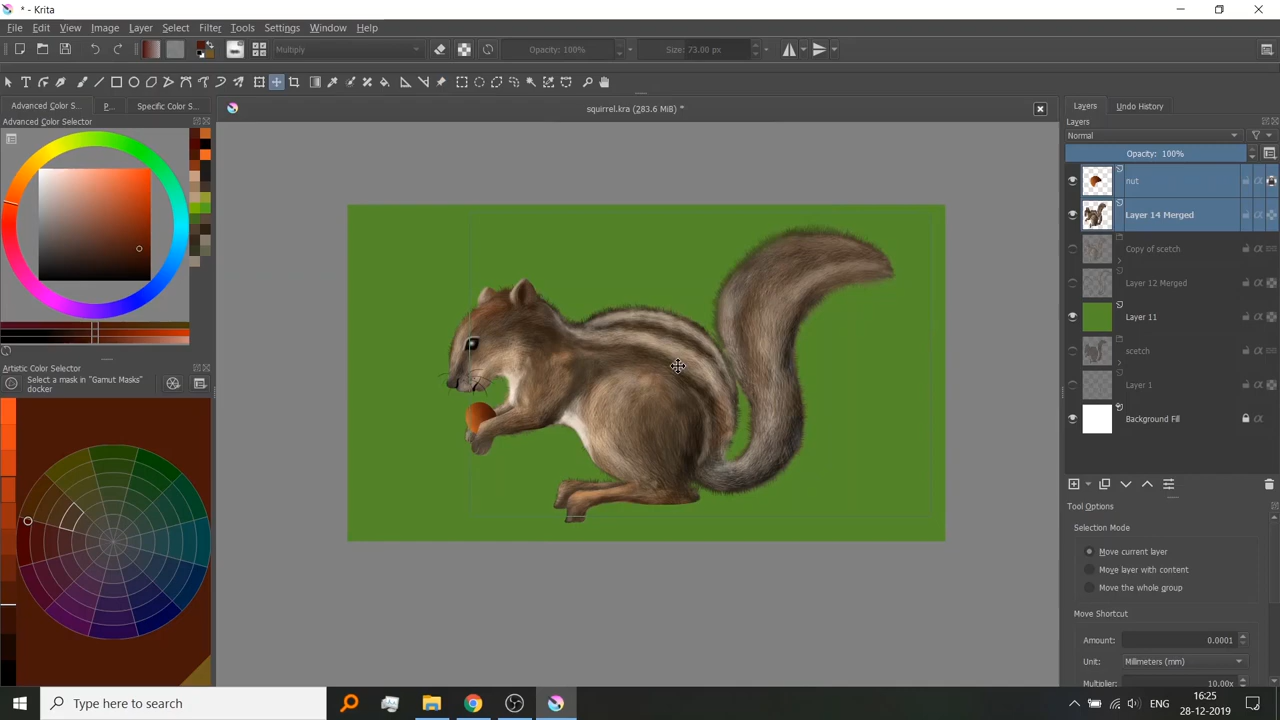 * - Krita
File Edit View Image Layer Select Filter Tools Settings Window Help
Multiply Opacity: 100% Size: 73.00 px
Advanced Color S... P... Specific Color S...
squirrel.kra (283.6 MiB) *
Layers Undo History
Advanced Color Selector
Layers
Normal
Opacity: 100%
nut
Layer 14 Merged
Copy of scetch
Layer 12 Merged
Layer 11
scetch
Layer 1
Background Fill
Artistic Color Selector
Select a mask in "Gamut Masks"
docker
Tool Options
Selection Mode
Move current layer
Move layer with content
Move the whole group
Move Shortcut
Amount: 0.0001
Unit: Millimeters (mm)
Multiplier: 10.00x
Type here to search
ENG
16:25
28-12-2019